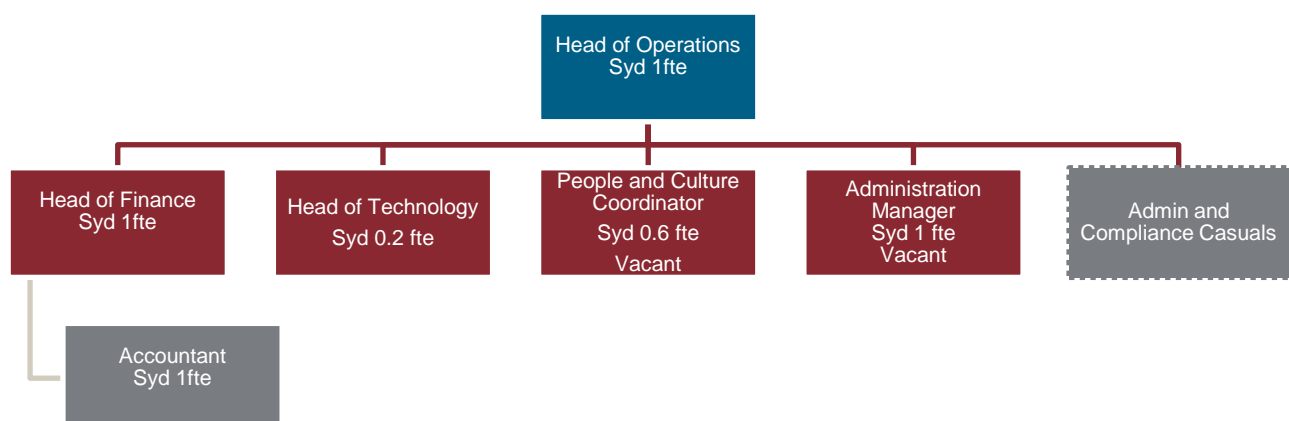 Head of Operations
Syd 1fte
Head of Finance
Syd 1fte
Head of Technology
Syd 0.2 fte
People and Culture
Coordinator
Syd 0.6 fte
Vacant
Administration
Manager
Syd 1 fte
Vacant
Admin and
Compliance Casuals
Accountant
Syd 1fte